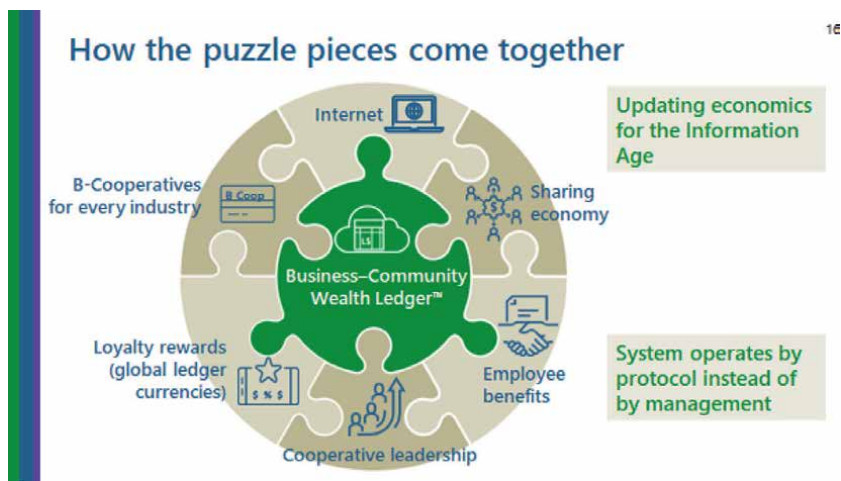 16
How the puzzle pieces come together
Internet
Updating economics
for the Information
Age
B-Cooperatives
for every industry
B Coop
Sharing
economy
$
L$
Business–Community
Wealth Ledger™
Loyalty rewards
(global ledger
currencies)
$ % $
Employee
benefits
System operates by
protocol instead of
by management
Cooperative leadership